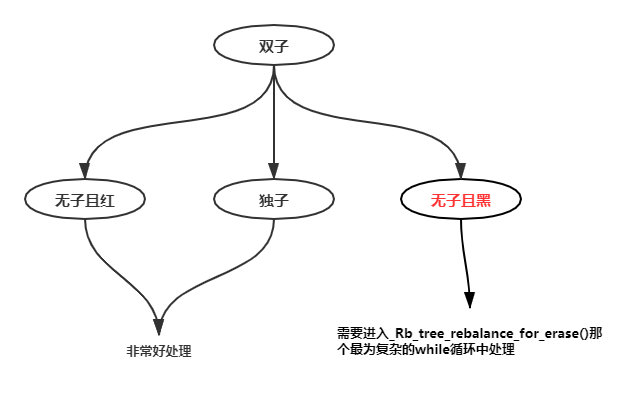 双子
无子且红
独子
无子且黑
非常好处理
需要进入_Rb_tree_rebalance_for_erase()那
个最为复杂的while循环中处理